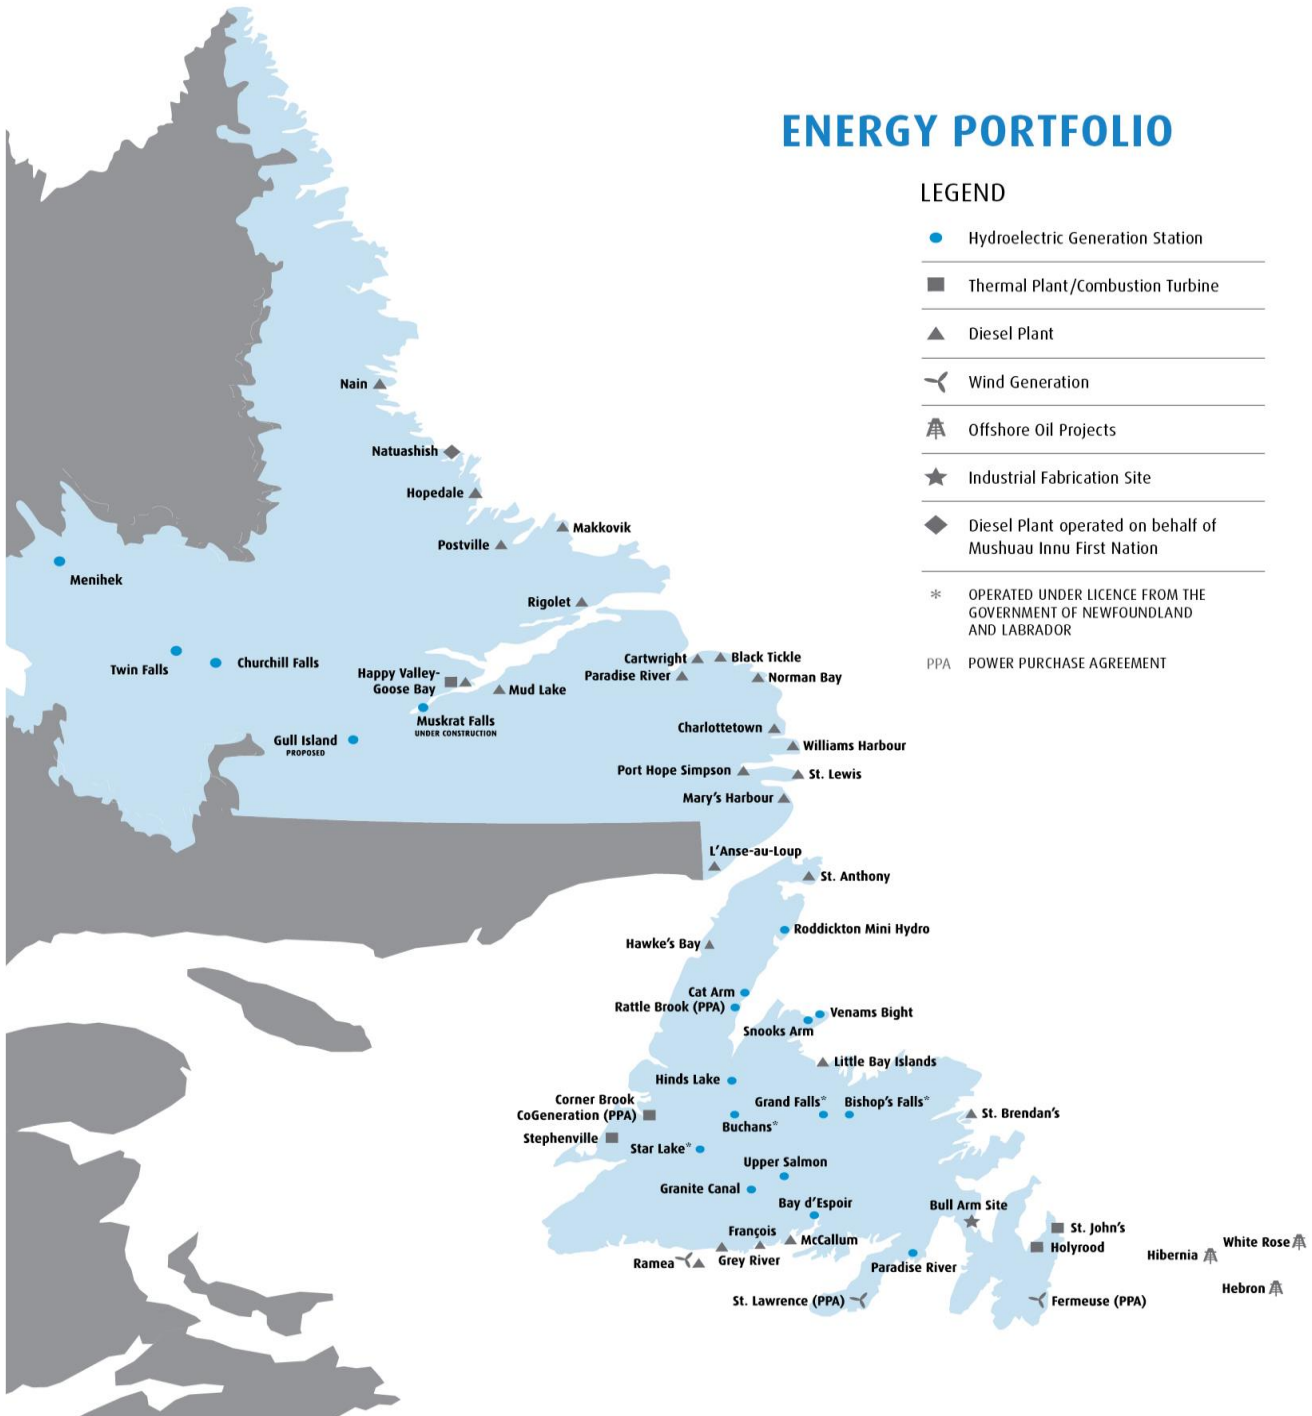 ENERGY PORTFOLIO
LEGEND
Hydroelectric Generation Station
Thermal Plant/Combustion Turbine
Diesel Plant
Wind Generation
Offshore Oil Projects
Industrial Fabrication Site
Diesel Plant operated on behalf of
Mushuau Innu First Nation
* OPERATED UNDER LICENCE FROM THE
GOVERNMENT OF NEWFOUNDLAND
AND LABRADOR
PPA POWER PURCHASE AGREEMENT
Nain
Natuashish
Hopedale
Makkovik
Postville
Menihek
Rigolet
Twin Falls
Churchill Falls
Happy Valley-
Goose Bay
Mud Lake
Cartwright
Black Tickle
Paradise River
Norman Bay
Muskrat Falls
UNDER CONSTRUCTION
Gull Island
PROPOSED
Charlottetown
Williams Harbour
Port Hope Simpson
St. Lewis
Mary's Harbour
L'Anse-au-Loup
St. Anthony
Roddickton Mini Hydro
Hawke's Bay
Cat Arm
Rattle Brook (PPA)
Venams Bight
Snooks Arm
Little Bay Islands
Hinds Lake
Corner Brook
CoGeneration (PPA)
Grand Falls*
Bishop's Falls*
Buchans*
St. Brendan's
Stephenville
Star Lake*
Upper Salmon
Granite Canal
Bay d'Espoir
Bull Arm Site
François
McCallum
St. John's
Holyrood
White Rose
Hibernia
Ramea
Grey River
Paradise River
Hebron
St. Lawrence (PPA)
Fermeuse (PPA)